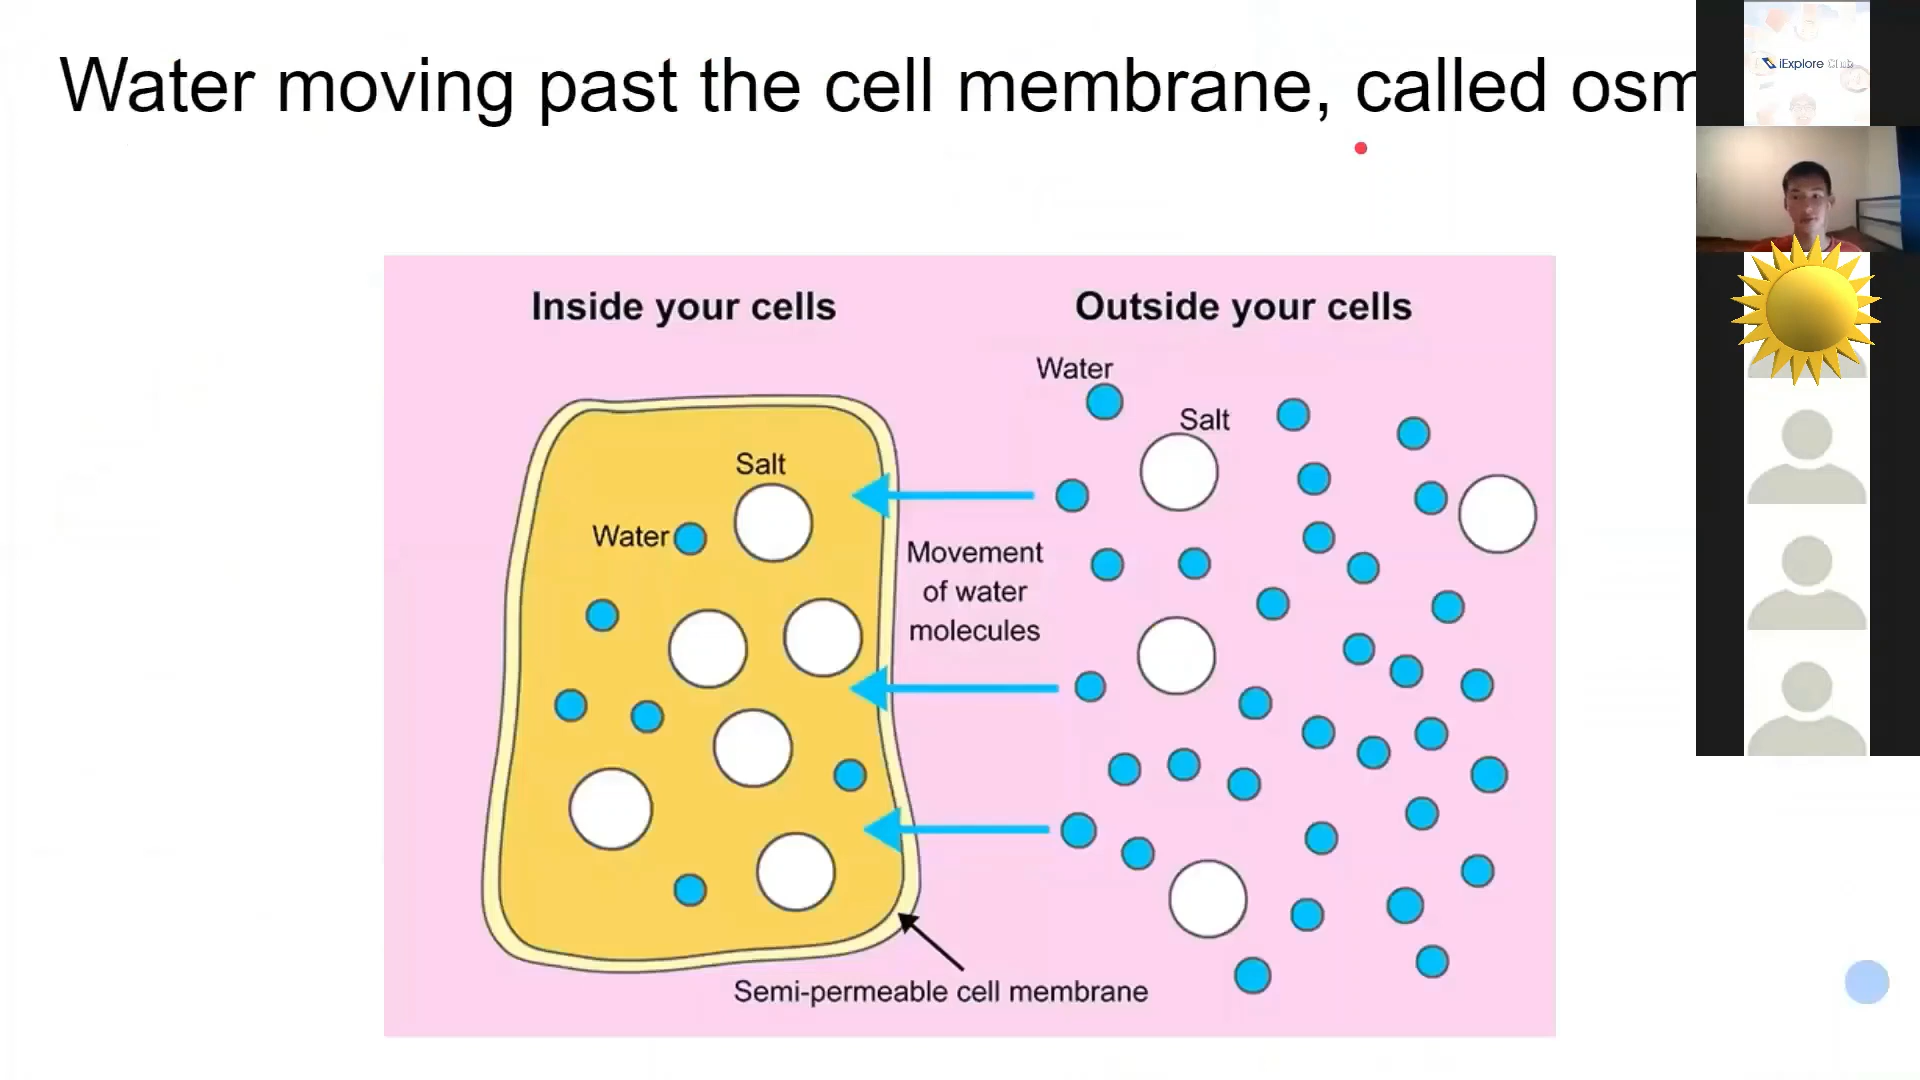 Water moving past the cell membrane, called osm
iExplore Club
Inside your cells
Outside your cells
Water
Salt
Salt
Water
Movement
of water
molecules
Semi-permeable cell membrane